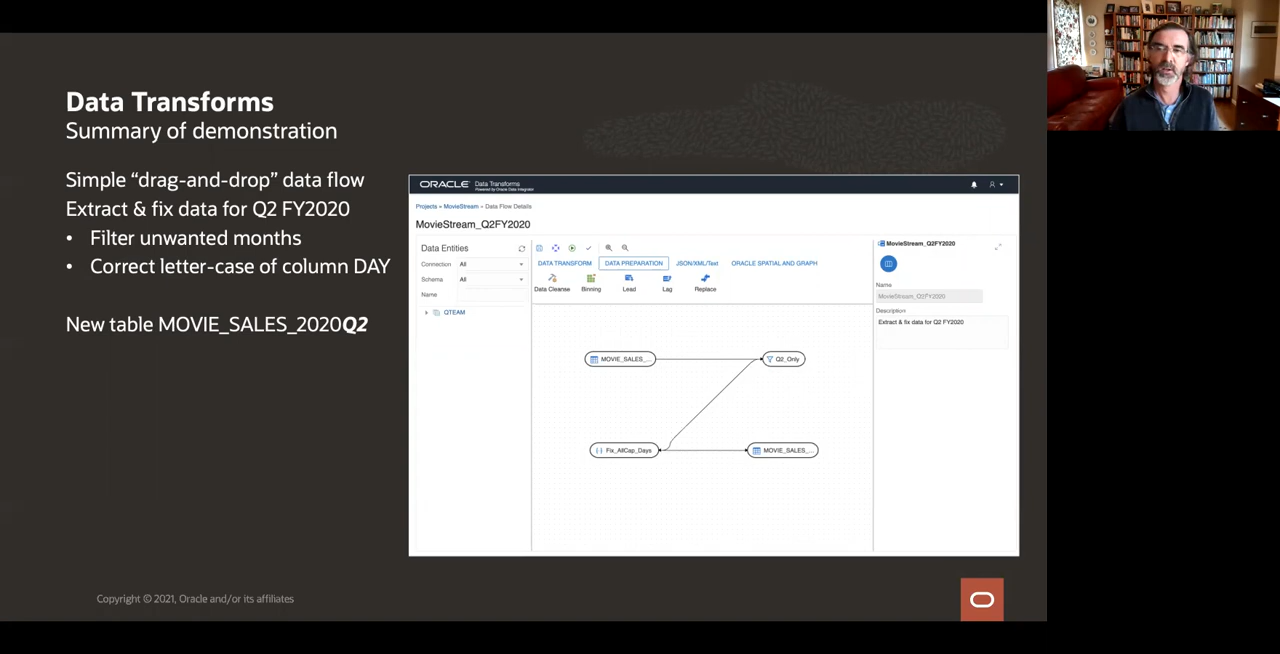 Data Transforms
Summary of demonstration
Simple “drag-and-drop” data flow
Extract & fix data for Q2 FY2020
• Filter unwanted months
• Correct letter-case of column DAY
New table MOVIE_SALES_2020Q2
ORACLE Data Transforms
Powered by Oracle Data Integrator
Projects » MovieStream » Data Flow Details
MovieStream_Q2FY2020
Data Entities
Connection All
Schema All
Name
QTEAM
DATA TRANSFORM DATA PREPARATION JSON/XML/Text ORACLE SPATIAL AND GRAPH
Data Cleanse Binning Lead Lag Replace
MOVIE_SALES_... Q2_Only
Fix_AllCap_Days MOVIE_SALES_...
MovieStream_Q2FY2020
Name
MovieStream_Q2FY2020
Description
Extract & fix data for Q2 FY2020
Copyright © 2021, Oracle and/or its affiliates